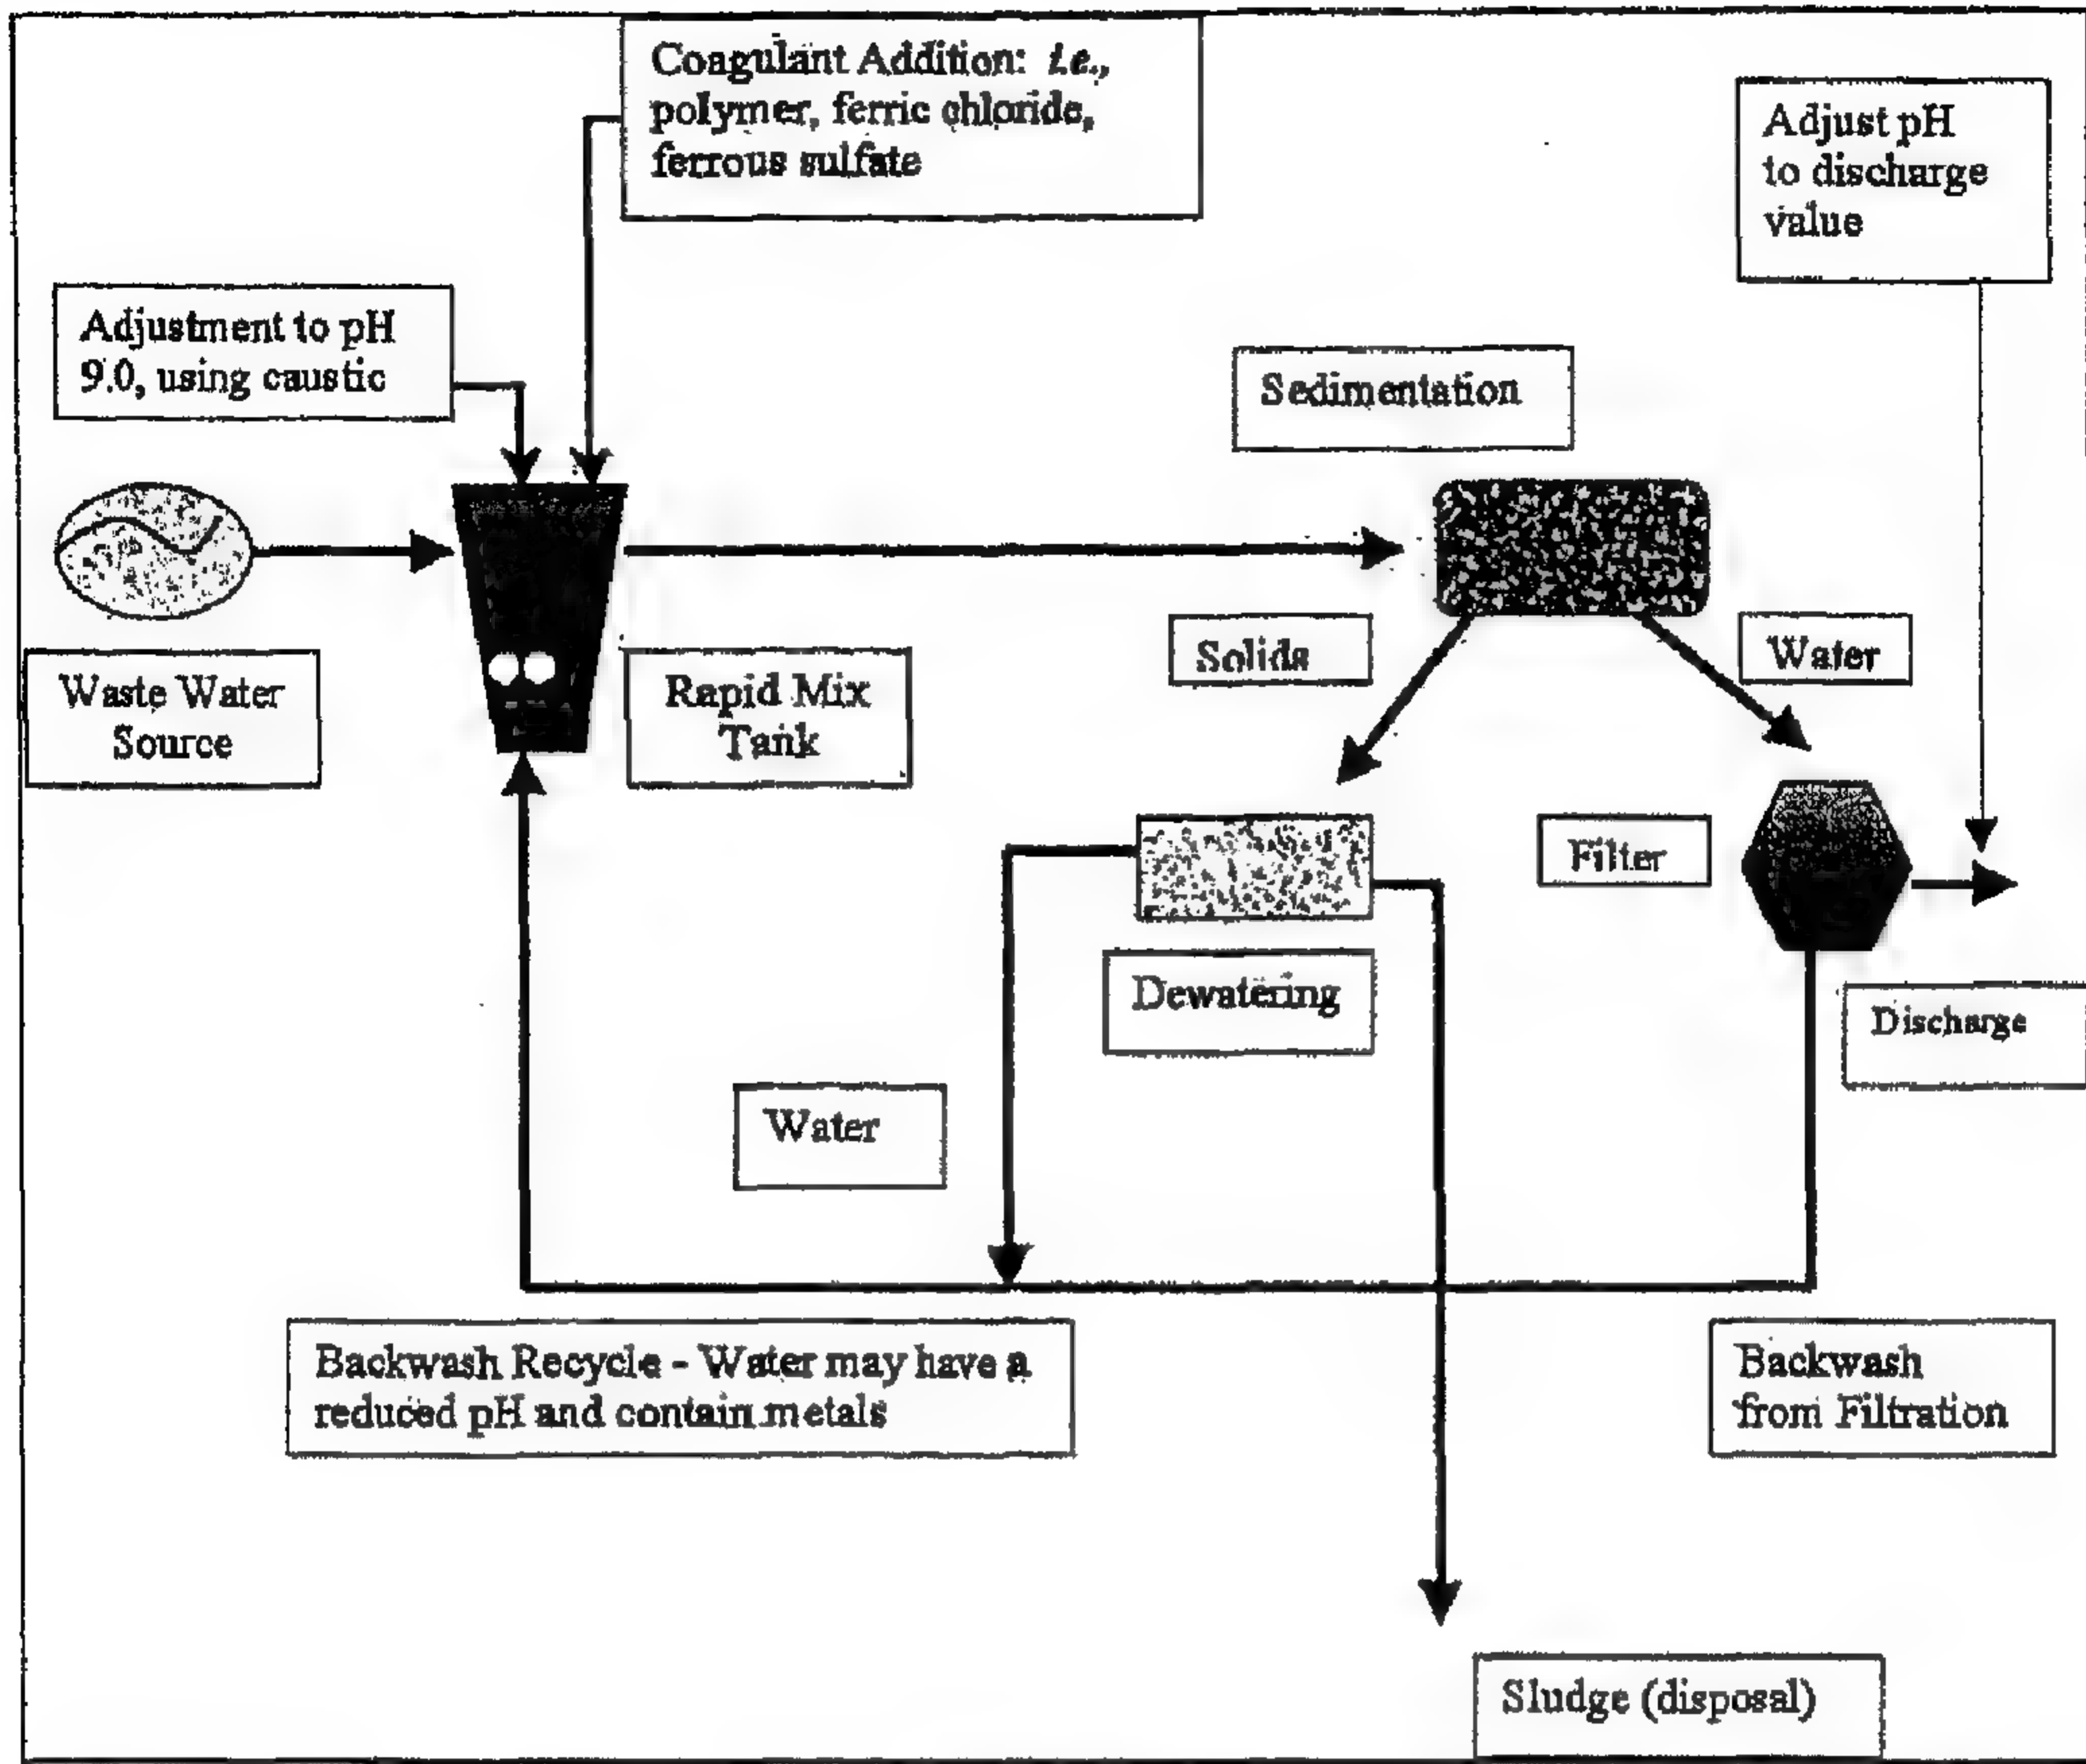 Coagulant Addition: i.e.,
polymer, ferric chloride,
ferrous sulfate
Adjust pH
to discharge
value
Adjustment to pH
9.0, using caustic
Sedimentation
Solids
Water
Waste Water
Source
Rapid Mix
Tank
Filter
Dewatering
Discharge
Water
Backwash Recycle - Water may have a
reduced pH and contain metals
Backwash
from Filtration
Sludge (disposal)